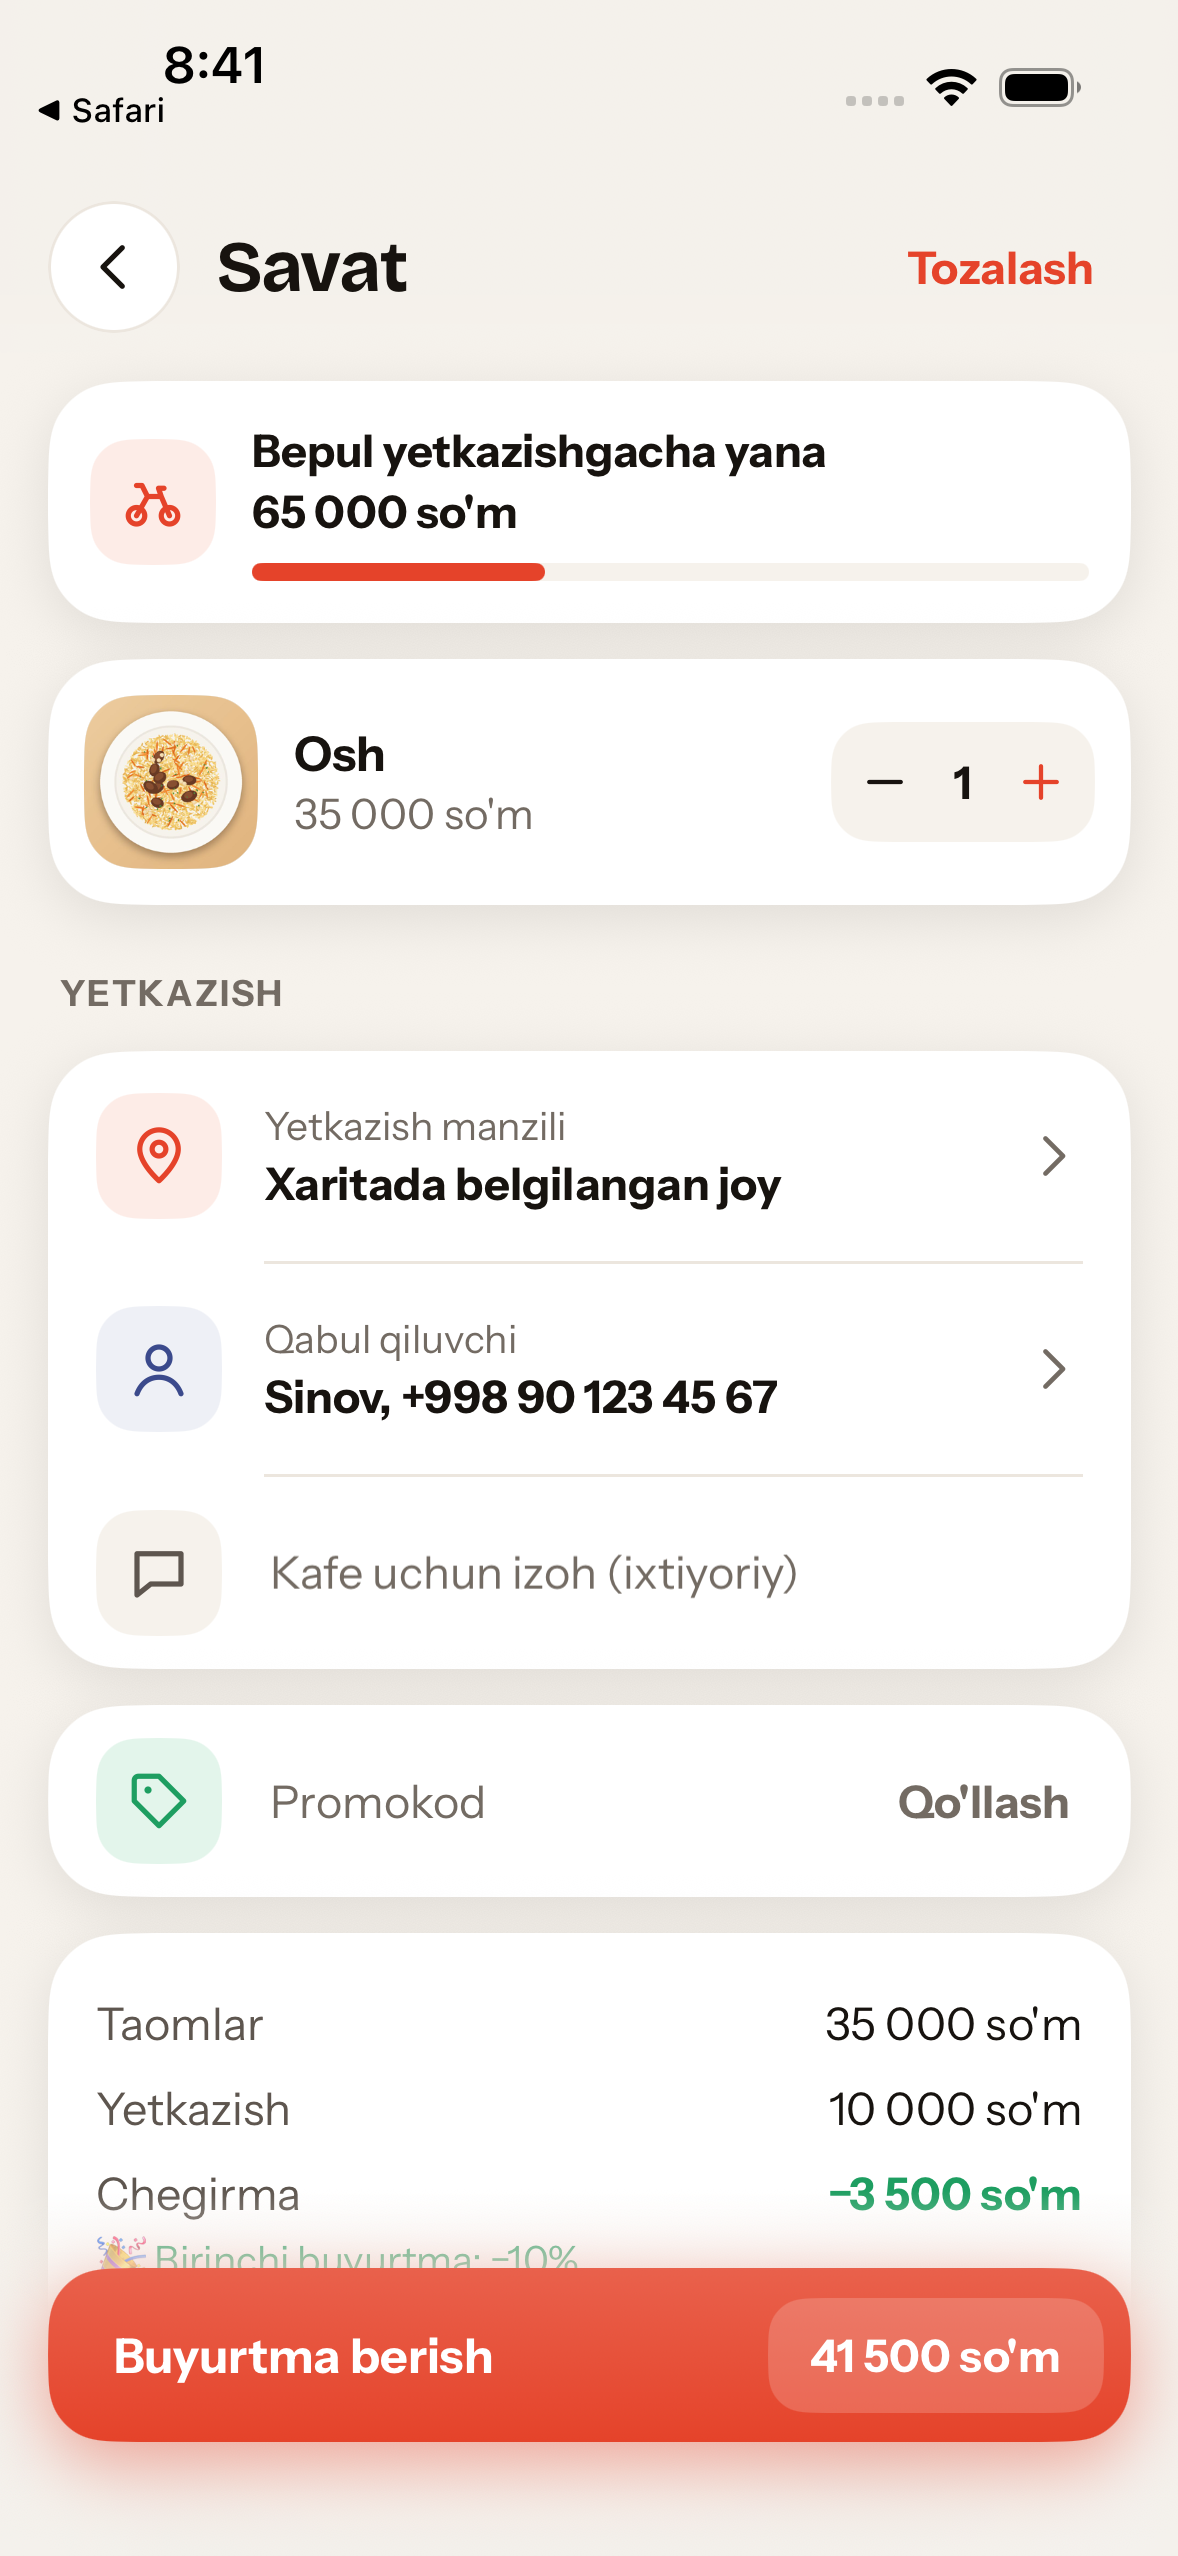 8:41
Safari
Savat
Tozalash
Bepul yetkazishgacha yana
65 000 so'm
Osh
35 000 so'm
1
YETKAZISH
Yetkazish manzili
Xaritada belgilangan joy
Qabul qiluvchi
Sinov, +998 90 123 45 67
Kafe uchun izoh (ixtiyoriy)
Promokod
Qo'llash
Taomlar
35 000 so'm
Yetkazish
10 000 so'm
Chegirma
−3 500 so'm
🎉 Birinchi buyurtma: −10%
Buyurtma berish
41 500 so'm